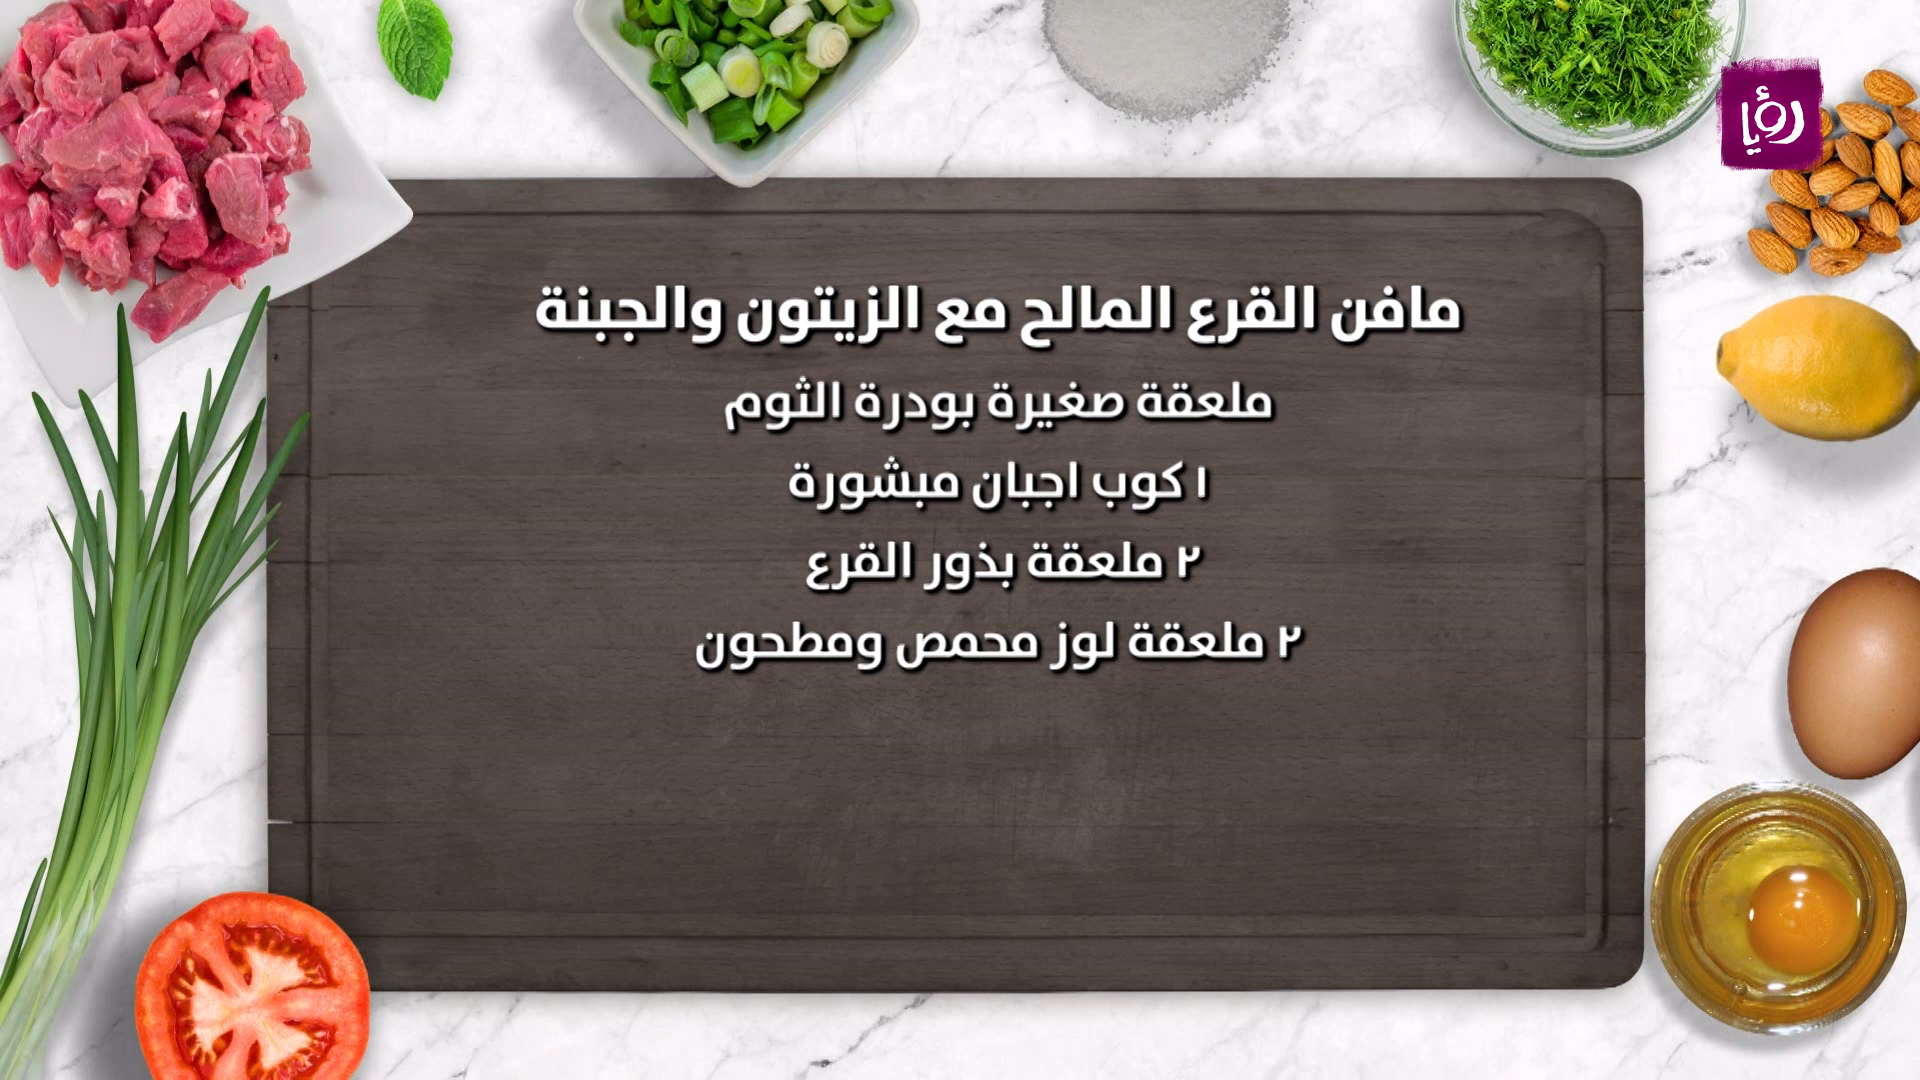 رؤيا
مافن القرع المالح مع الزيتون والجبنة
ملعقة صغيرة بودرة الثوم
١ كوب اجبان مبشورة
٢ ملعقة بذور القرع
٢ ملعقة لوز محمص ومطحون